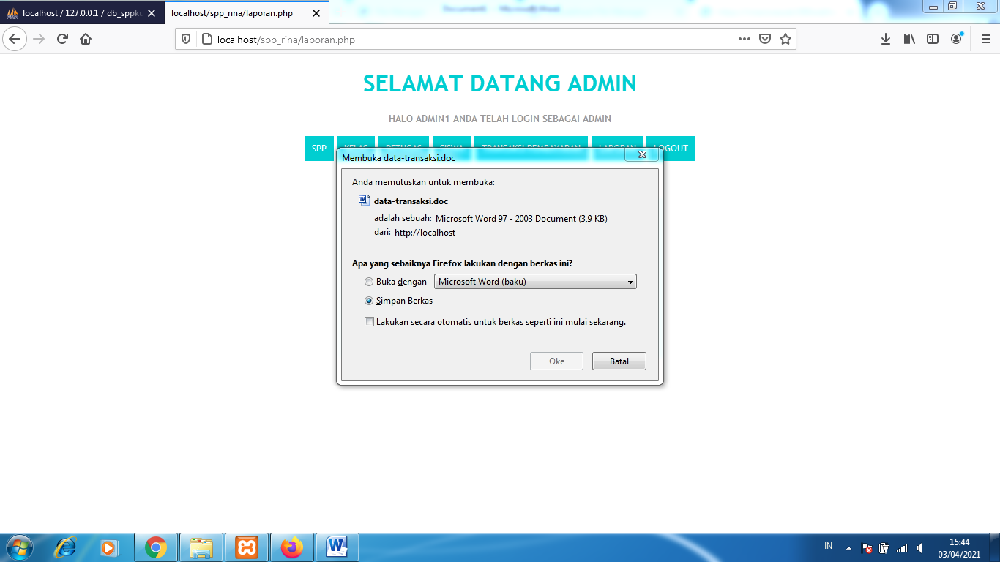 localhost / 127.0.0.1 / db_sppku
localhost/spp_rina/laporan.php
Document1 Microsoft Word
localhost/spp_rina/laporan.php
SELAMAT DATANG ADMIN
HALO ADMIN1 ANDA TELAH LOGIN SEBAGAI ADMIN
SPP KELAS PETUGAS SISWA TRANSAKSI PEMBAYARAN LAPORAN LOGOUT
Membuka data-transaksi.doc
Anda memutuskan untuk membuka:
data-transaksi.doc
adalah sebuah: Microsoft Word 97 - 2003 Document (3,9 KB)
dari: http://localhost
Apa yang sebaiknya Firefox lakukan dengan berkas ini?
Buka dengan Microsoft Word (baku)
Simpan Berkas
Lakukan secara otomatis untuk berkas seperti ini mulai sekarang.
Oke Batal
IN 15:44
03/04/2021